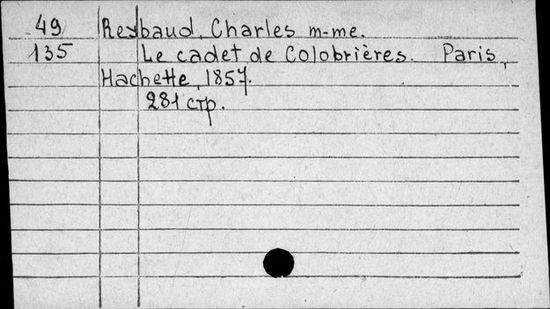 49 Reybaud, Charles m-me.
135 Le cadet de Colobrières. Paris,
Hachette, 1857.
281 стр.